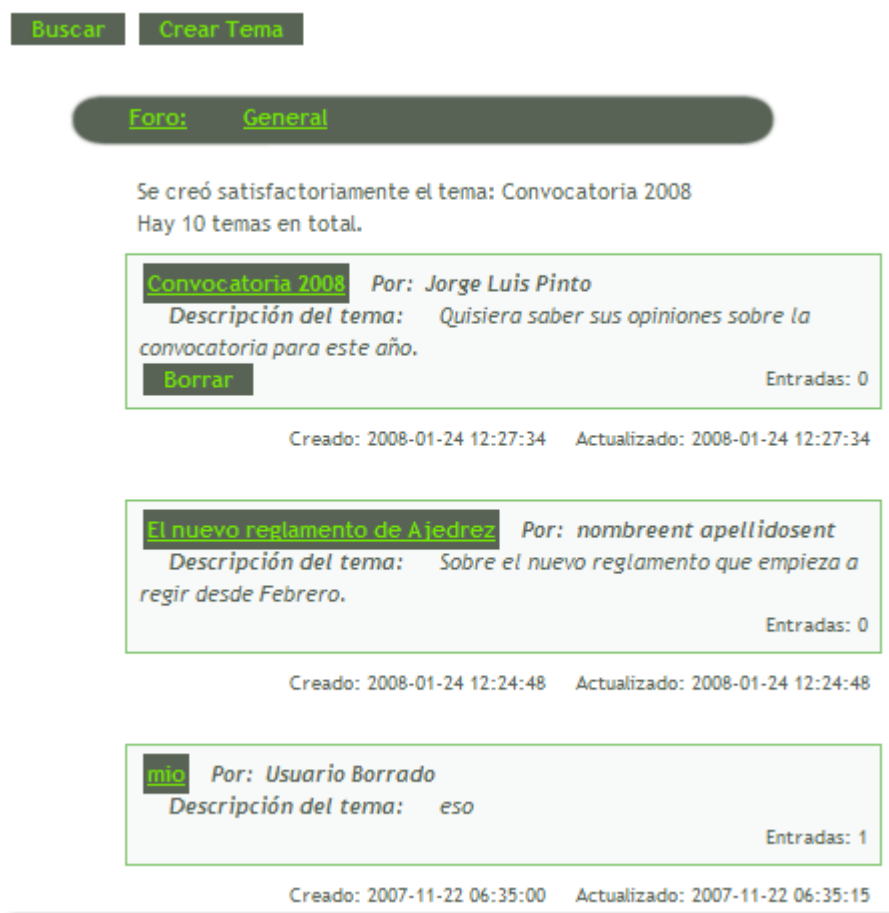 Buscar Crear Tema
Foro: General
Se creó satisfactoriamente el tema: Convocatoria 2008
Hay 10 temas en total.
Convocatoria 2008 Por: Jorge Luis Pinto
Descripción del tema: Quisiera saber sus opiniones sobre la
convocatoria para este año.
Borrar Entradas: 0
Creado: 2008-01-24 12:27:34 Actualizado: 2008-01-24 12:27:34
El nuevo reglamento de Ajedrez Por: nombreent apellidosent
Descripción del tema: Sobre el nuevo reglamento que empieza a
regir desde Febrero.
Entradas: 0
Creado: 2008-01-24 12:24:48 Actualizado: 2008-01-24 12:24:48
mio Por: Usuario Borrado
Descripción del tema: eso
Entradas: 1
Creado: 2007-11-22 06:35:00 Actualizado: 2007-11-22 06:35:15